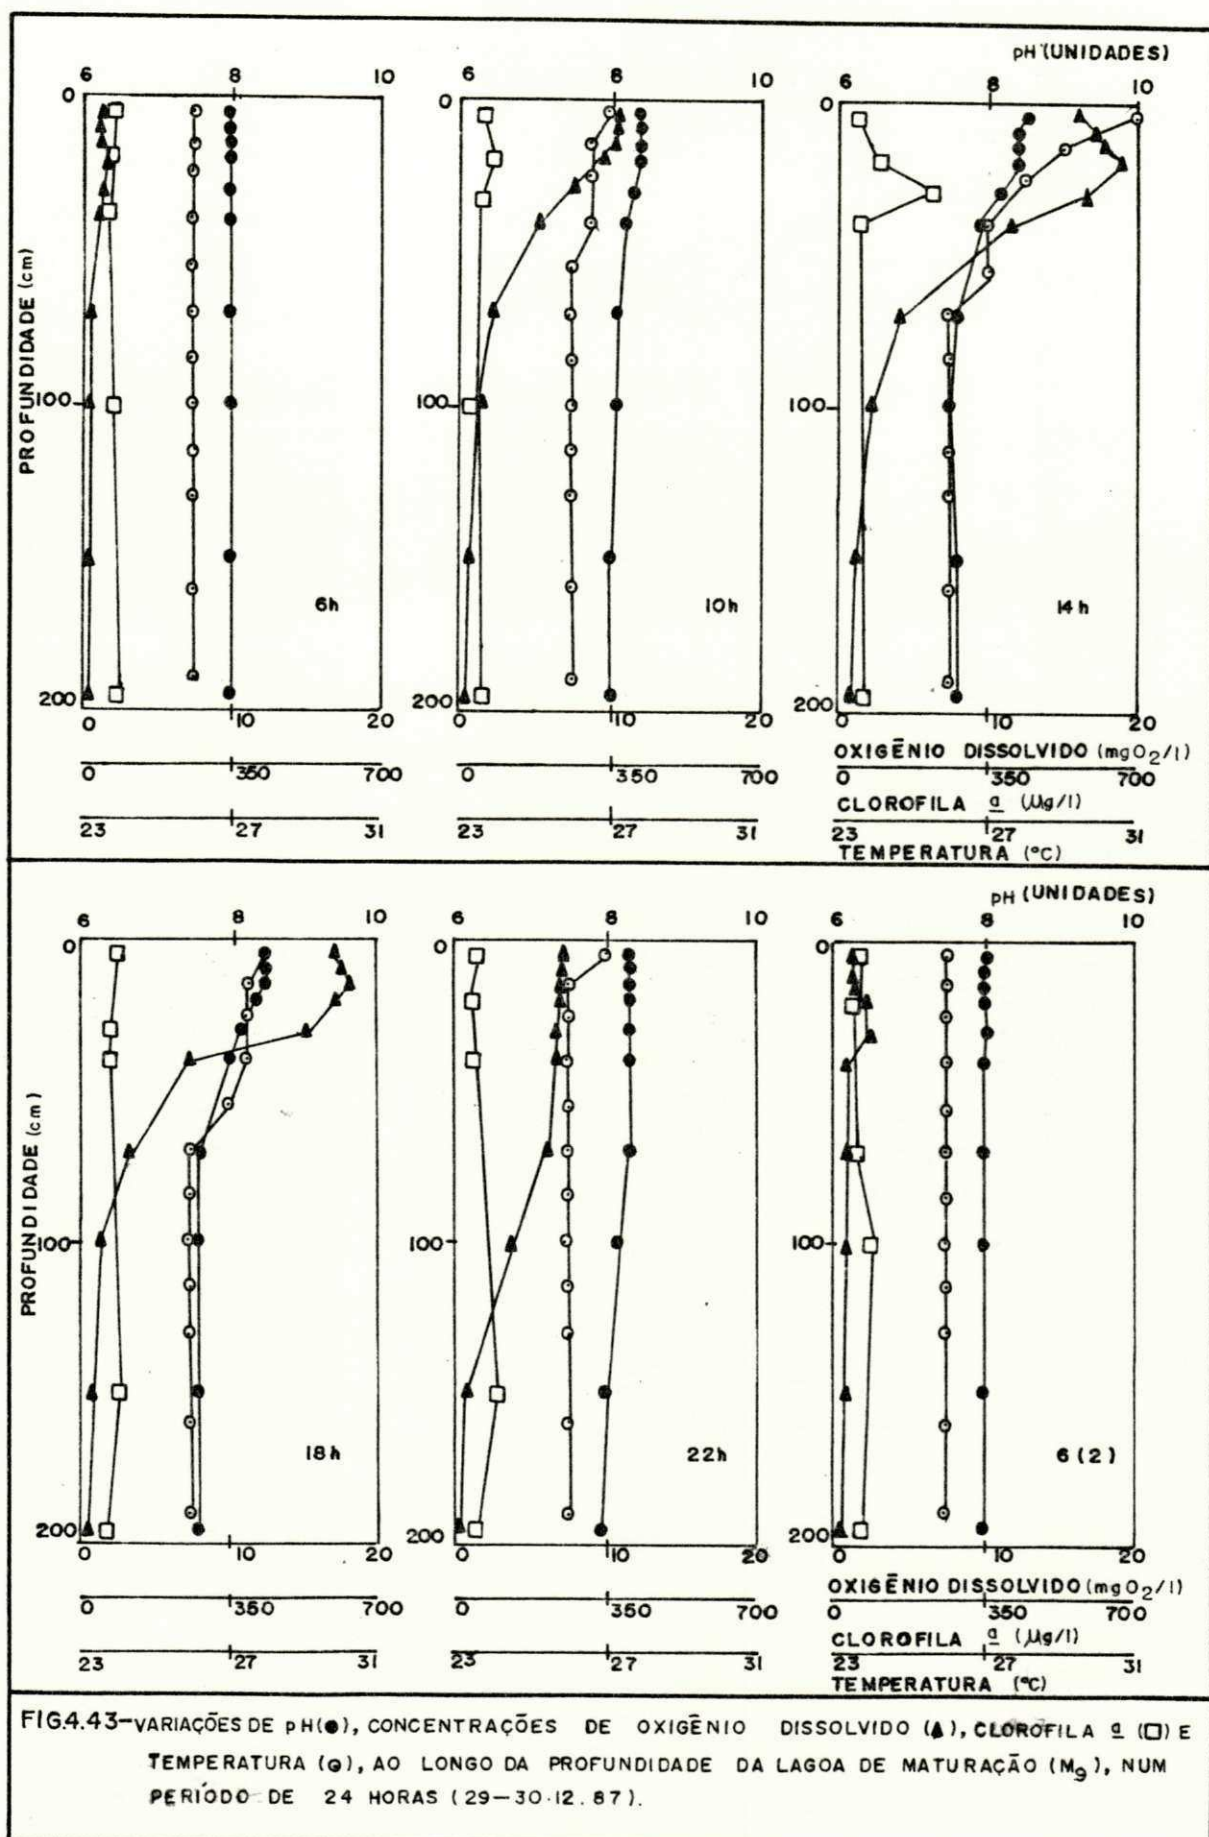 pH (UNIDADES)
6 8 10 6 8 10 6 8 10
0 0 0
PROFUNDIDADE (cm)
100 100 100
6h 10h 14h
200 200 200
0 10 20 0 10 20 0 10 20
OXIGÊNIO DISSOLVIDO (mgO2/l)
0 350 700 0 350 700 0 350 700
CLOROFILA a (µg/l)
23 27 31 23 27 31 23 27 31
TEMPERATURA (°C)
pH (UNIDADES)
6 8 10 6 8 10 6 8 10
0 0 0
PROFUNDIDADE (cm)
100 100 100
18h 22h 6(2)
200 200 200
0 10 20 0 10 20 0 10 20
OXIGÊNIO DISSOLVIDO (mgO2/l)
0 350 700 0 350 700 0 350 700
CLOROFILA a (µg/l)
23 27 31 23 27 31 23 27 31
TEMPERATURA (°C)
FIG.4.43-VARIAÇÕES DE pH(●), CONCENTRAÇÕES DE OXIGÊNIO DISSOLVIDO (▲), CLOROFILA a (□) E
TEMPERATURA (⊙), AO LONGO DA PROFUNDIDADE DA LAGOA DE MATURAÇÃO (M9), NUM
PERÍODO DE 24 HORAS (29-30.12.87).